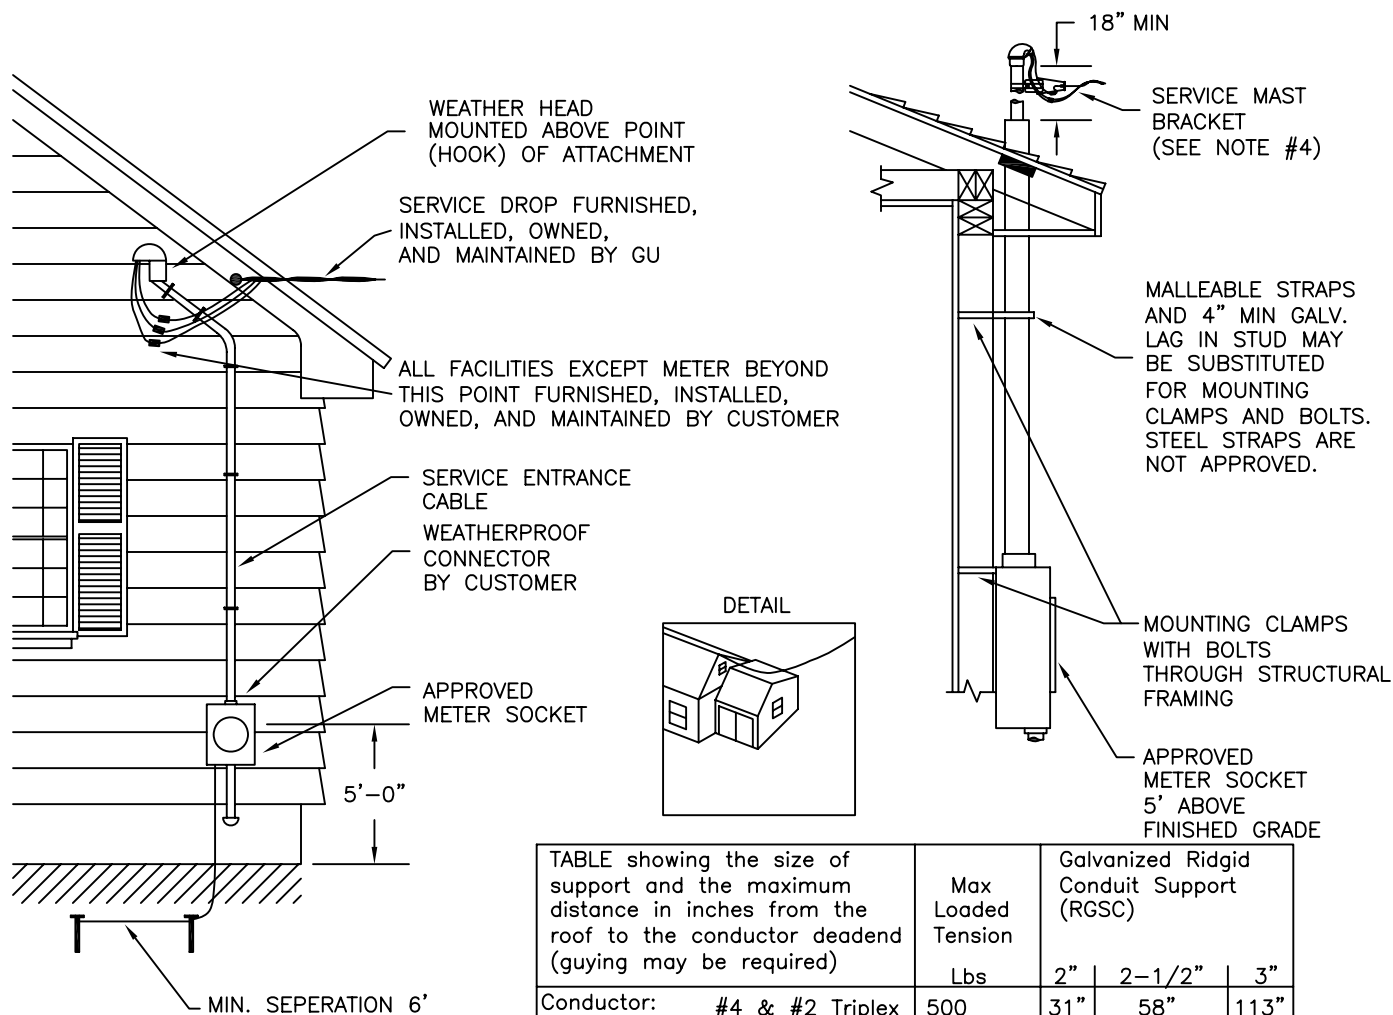 18” MIN
WEATHER HEAD
MOUNTED ABOVE POINT
(HOOK) OF ATTACHMENT
SERVICE MAST
BRACKET
(SEE NOTE #4)
SERVICE DROP FURNISHED,
INSTALLED, OWNED,
AND MAINTAINED BY GU
MALLEABLE STRAPS
AND 4” MIN GALV.
LAG IN STUD MAY
BE SUBSTITUTED
FOR MOUNTING
CLAMPS AND BOLTS.
STEEL STRAPS ARE
NOT APPROVED.
ALL FACILITIES EXCEPT METER BEYOND
THIS POINT FURNISHED, INSTALLED,
OWNED, AND MAINTAINED BY CUSTOMER
SERVICE ENTRANCE
CABLE
WEATHERPROOF
CONNECTOR
BY CUSTOMER
DETAIL
MOUNTING CLAMPS
WITH BOLTS
THROUGH STRUCTURAL
FRAMING
APPROVED
METER SOCKET
5’-0”
APPROVED
METER SOCKET
5’ ABOVE
FINISHED GRADE
MIN. SEPERATION 6’
TABLE showing the size of
support and the maximum
distance in inches from the
roof to the conductor deadend
(guying may be required)
Max
Loaded
Tension
Lbs
Galvanized Ridgid
Conduit Support
(RGSC)
2” 2-1/2” 3”
Conductor: #4 & #2 Triplex 500 31” 58” 113”